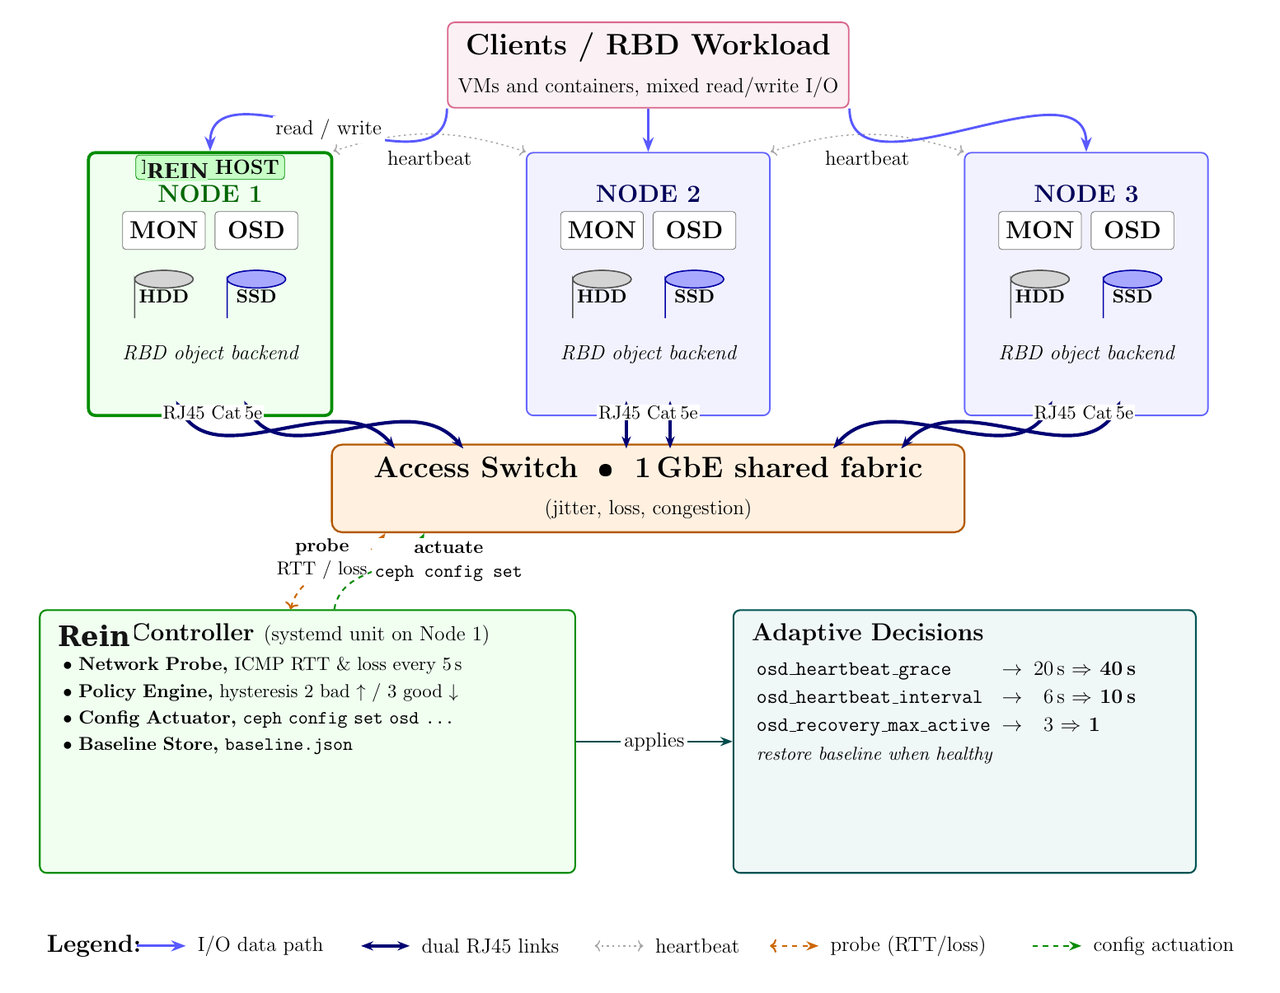 Clients / RBD Workload
VMs and containers, mixed read/write I/O
read / write
heartbeat
heartbeat
REIN HOST
NODE 1
MON OSD
HDD SSD
RBD object backend
NODE 2
MON OSD
HDD SSD
RBD object backend
NODE 3
MON OSD
HDD SSD
RBD object backend
RJ45 Cat 5e
RJ45 Cat 5e
RJ45 Cat 5e
Access Switch • 1 GbE shared fabric
(jitter, loss, congestion)
probe
RTT / loss
actuate
ceph config set
Rein Controller (systemd unit on Node 1)
• Network Probe, ICMP RTT & loss every 5 s
• Policy Engine, hysteresis 2 bad ↑ / 3 good ↓
• Config Actuator, ceph config set osd ...
• Baseline Store, baseline.json
applies
Adaptive Decisions
osd_heartbeat_grace → 20 s ⇒ 40 s
osd_heartbeat_interval → 6 s ⇒ 10 s
osd_recovery_max_active → 3 ⇒ 1
restore baseline when healthy
Legend: I/O data path dual RJ45 links heartbeat probe (RTT/loss) config actuation